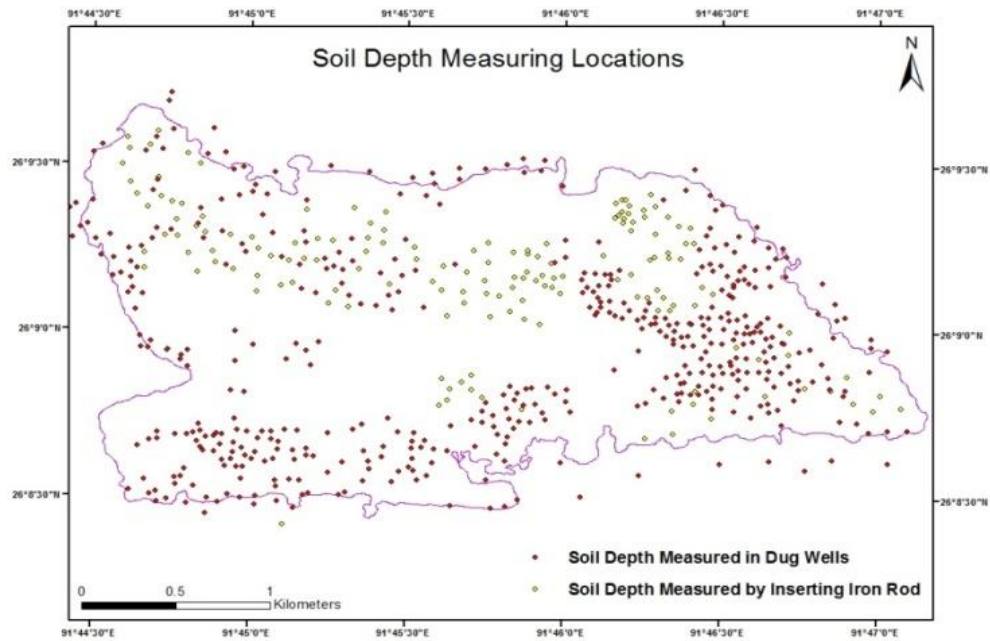 91°44'30"E 91°45'0"E 91°45'30"E 91°46'0"E 91°46'30"E 91°47'0"E
Soil Depth Measuring Locations
N
26°9'30"N 26°9'30"N
26°9'0"N 26°9'0"N
26°8'30"N 26°8'30"N
Soil Depth Measured in Dug Wells
Soil Depth Measured by Inserting Iron Rod
0 0.5 1
Kilometers
91°44'30"E 91°45'0"E 91°45'30"E 91°46'0"E 91°46'30"E 91°47'0"E